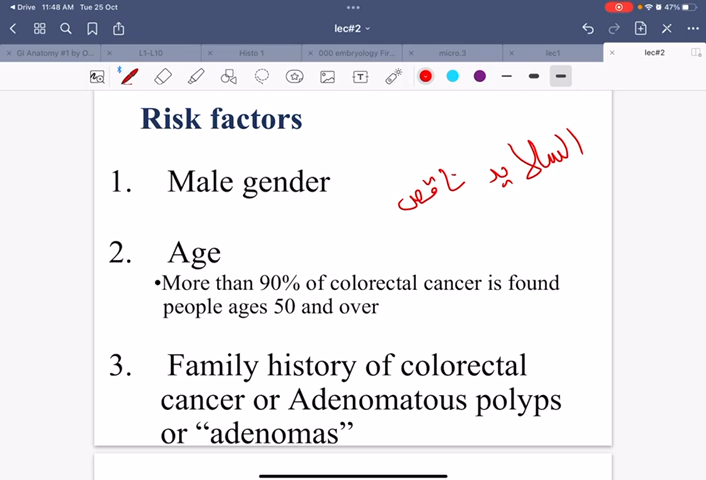 Drive 11:48 AM Tue 25 Oct
47%
lec#2
GI Anatomy #1 by O...
L1-L10
Histo 1
000 embryology Fir...
micro.3
lec1
lec#2
Risk factors
السلايد ناقص
1. Male gender
2. Age
•More than 90% of colorectal cancer is found
people ages 50 and over
3. Family history of colorectal
cancer or Adenomatous polyps
or “adenomas”